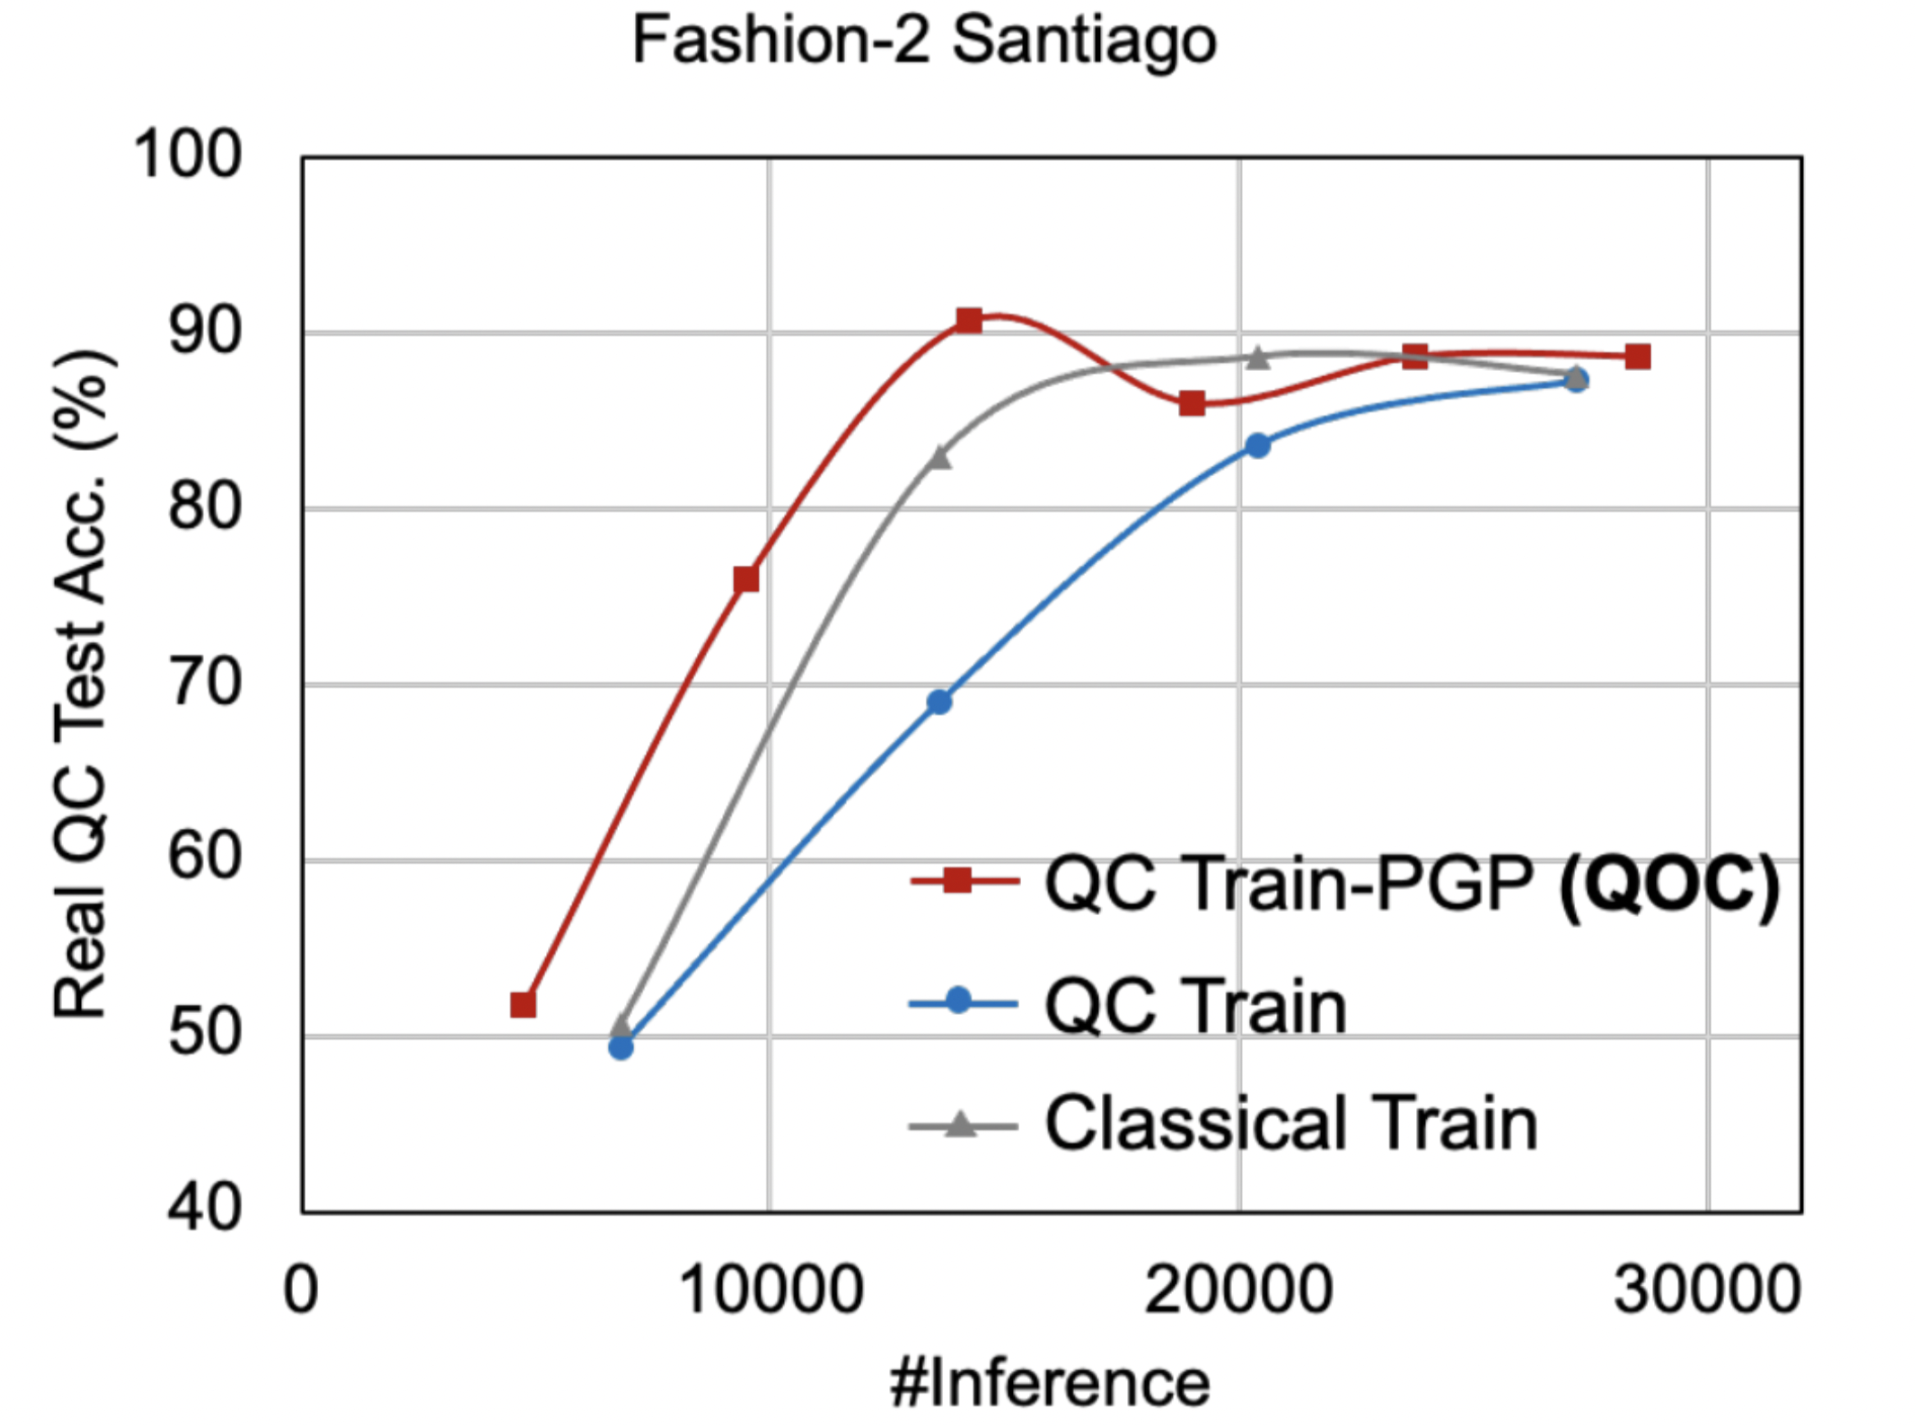 Fashion-2 Santiago
100
90
80
70
60
50
40
Real QC Test Acc. (%)
QC Train-PGP (QOC)
QC Train
Classical Train
0 10000 20000 30000
#Inference